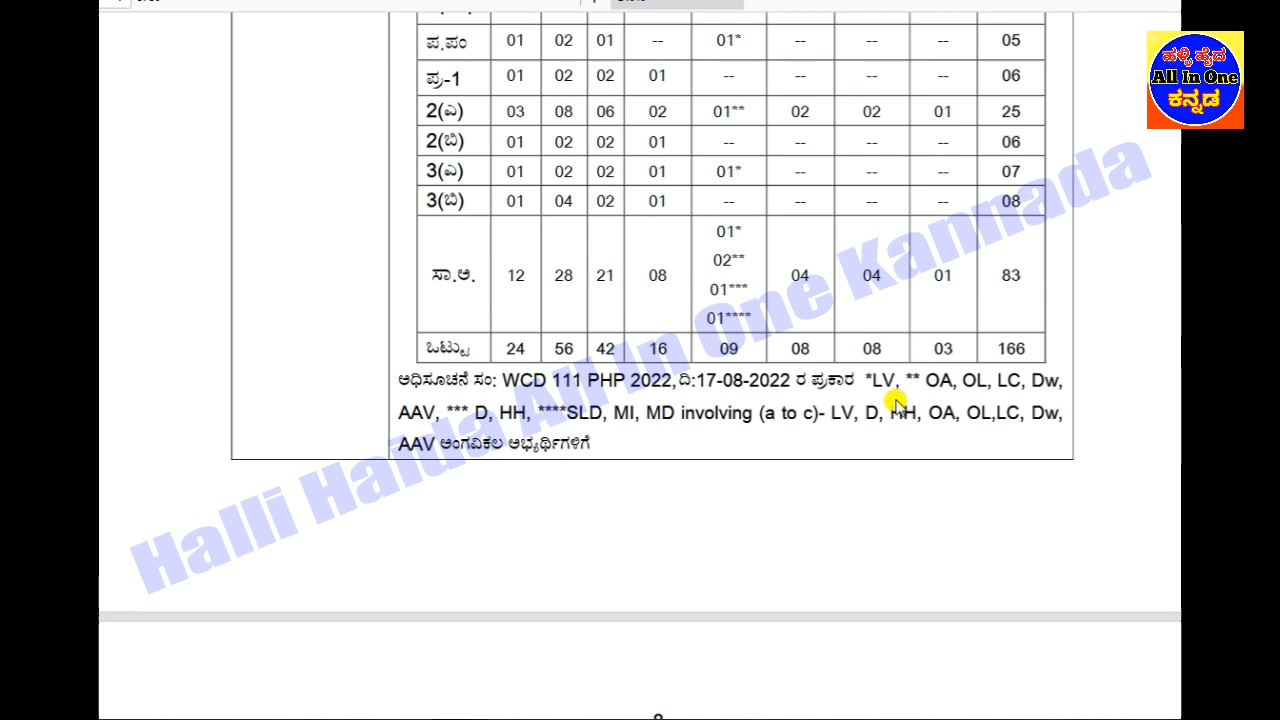 ಪ.ಪಂ 01 02 01 -- 01* -- -- -- 05
ಪ್ರ-1 01 02 02 01 -- -- -- -- 06
2(ಎ) 03 08 06 02 01** 02 02 01 25
2(ಬಿ) 01 02 02 01 -- -- -- -- 06
3(ಎ) 01 02 02 01 01* -- -- -- 07
3(ಬಿ) 01 04 02 01 -- -- -- -- 08
01*
02**
ಸಾ.ಅ. 12 28 21 08 04 04 01 83
01***
01****
ಒಟ್ಟು 24 56 42 16 09 08 08 03 166
ಅಧಿಸೂಚನೆ ಸಂ: WCD 111 PHP 2022,ದಿ:17-08-2022 ರ ಪ್ರಕಾರ *LV, ** OA, OL, LC, Dw,
AAV, *** D, HH, ****SLD, MI, MD involving (a to c)- LV, D, HH, OA, OL,LC, Dw,
AAV ಅಂಗವಿಕಲ ಅಭ್ಯರ್ಥಿಗಳಿಗೆ
Halli Haida All In One Kannada
ಹಳ್ಳಿ ಹೈದ
All In One
ಕನ್ನಡ